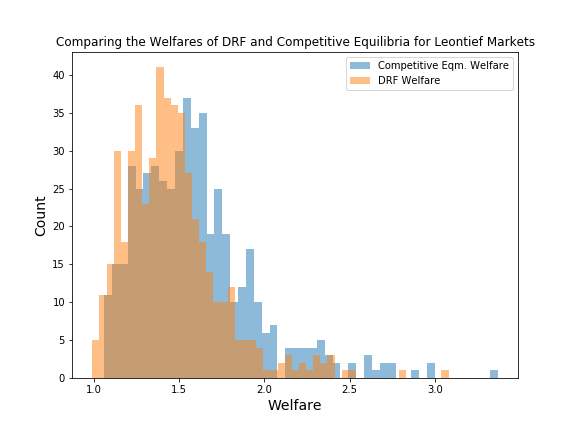 Comparing the Welfares of DRF and Competitive Equilibria for Leontief Markets
Competitive Eqm. Welfare
DRF Welfare
40
35
30
25
20
15
10
5
0
Count
1.0 1.5 2.0 2.5 3.0
Welfare